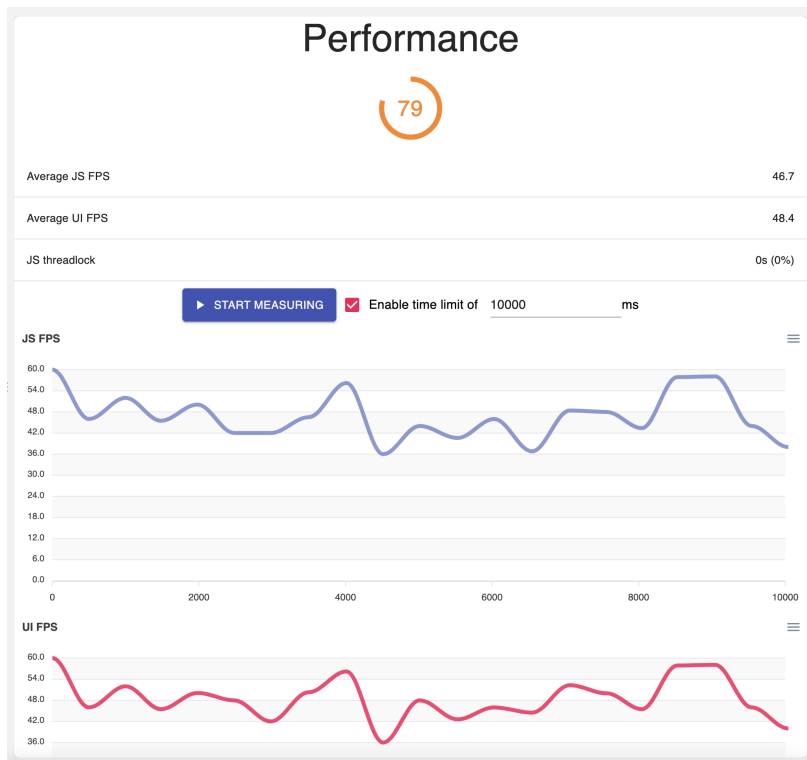 Performance
79
Average JS FPS 46.7
Average UI FPS 48.4
JS threadlock 0s (0%)
START MEASURING Enable time limit of 10000 ms
JS FPS
60.0
54.0
48.0
42.0
36.0
30.0
24.0
18.0
12.0
6.0
0.0
0 2000 4000 6000 8000 10000
UI FPS
60.0
54.0
48.0
42.0
36.0